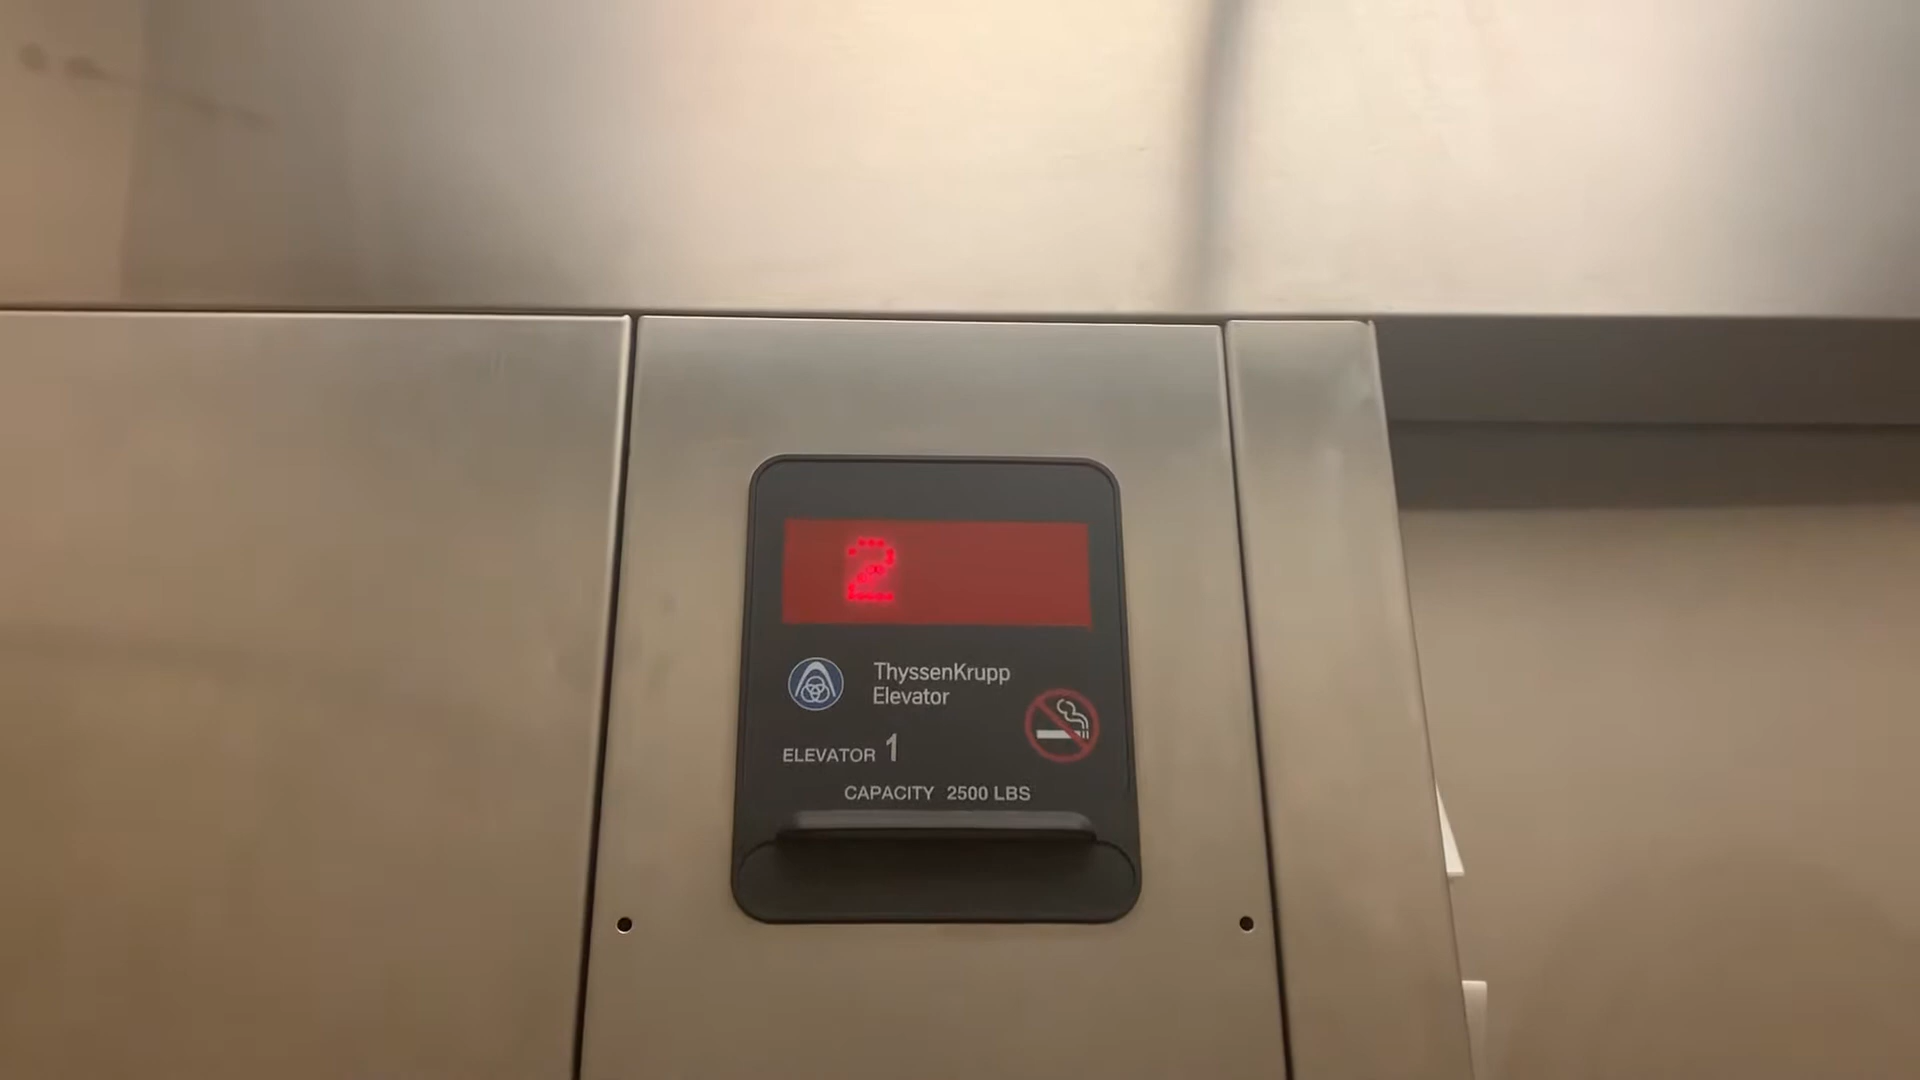 2
ThyssenKrupp
Elevator
ELEVATOR 1
CAPACITY 2500 LBS